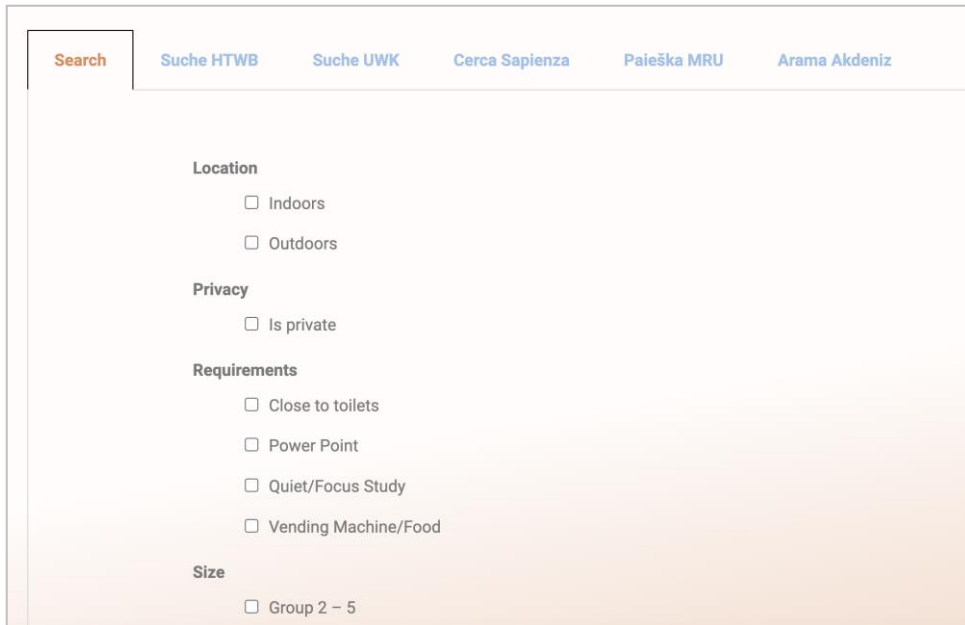 Search Suche HTWB Suche UWK Cerca Sapienza Paieška MRU Arama Akdeniz
Location
Indoors
Outdoors
Privacy
Is private
Requirements
Close to toilets
Power Point
Quiet/Focus Study
Vending Machine/Food
Size
Group 2 – 5